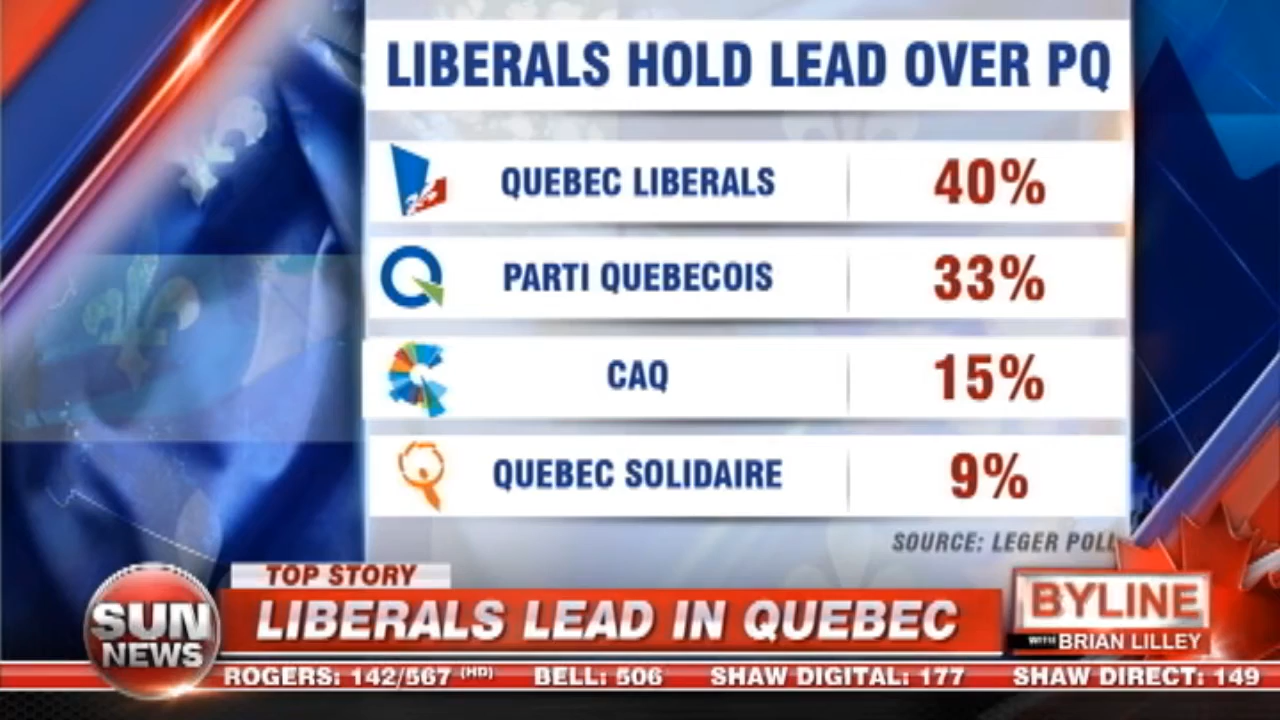 LIBERALS HOLD LEAD OVER PQ
QUEBEC LIBERALS 40%
PARTI QUEBECOIS 33%
CAQ 15%
QUEBEC SOLIDAIRE 9%
SOURCE: LEGER POLL
TOP STORY
LIBERALS LEAD IN QUEBEC
SUN
NEWS
BYLINE
WITH BRIAN LILLEY
ROGERS: 142/567 (HD) BELL: 506 SHAW DIGITAL: 177 SHAW DIRECT: 149